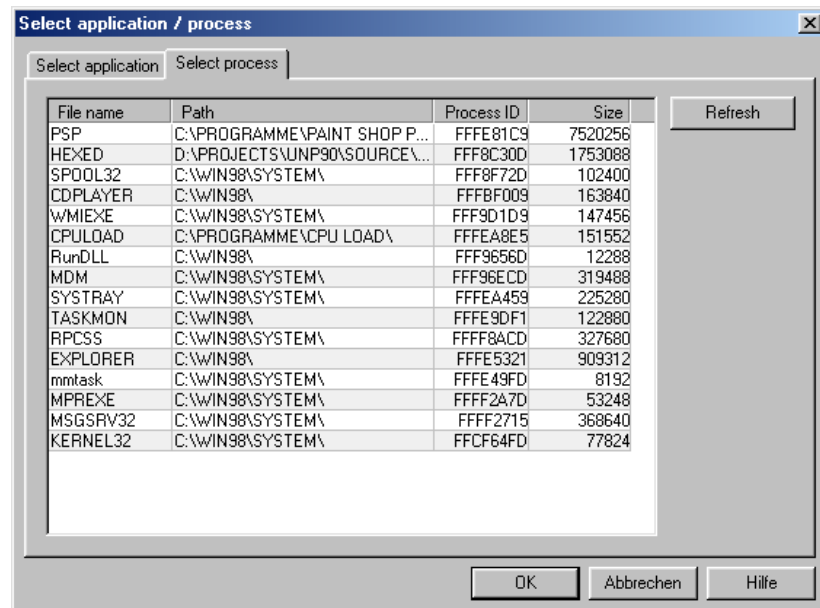 Select application / process
Select application Select process
File name Path Process ID Size Refresh
PSP C:\PROGRAMME\PAINT SHOP P... FFFE81C9 7520256
HEXED D:\PROJECTS\UNP90\SOURCE\... FFF8C30D 1753088
SPOOL32 C:\WIN98\SYSTEM\ FFF8F72D 102400
CDPLAYER C:\WIN98\ FFFBF009 163840
WMIEXE C:\WIN98\SYSTEM\ FFF9D1D9 147456
CPULOAD C:\PROGRAMME\CPU LOAD\ FFFEA8E5 151552
RunDLL C:\WIN98\ FFF9656D 12288
MDM C:\WIN98\SYSTEM\ FFF96ECD 319488
SYSTRAY C:\WIN98\SYSTEM\ FFFEA459 225280
TASKMON C:\WIN98\ FFFE9DF1 122880
RPCSS C:\WIN98\SYSTEM\ FFFF8ACD 327680
EXPLORER C:\WIN98\ FFFE5321 909312
mmtask C:\WIN98\SYSTEM\ FFFE49FD 8192
MPREXE C:\WIN98\SYSTEM\ FFFF2A7D 53248
MSGSRV32 C:\WIN98\SYSTEM\ FFFF2715 368640
KERNEL32 C:\WIN98\SYSTEM\ FFCF64FD 77824
OK Abbrechen Hilfe